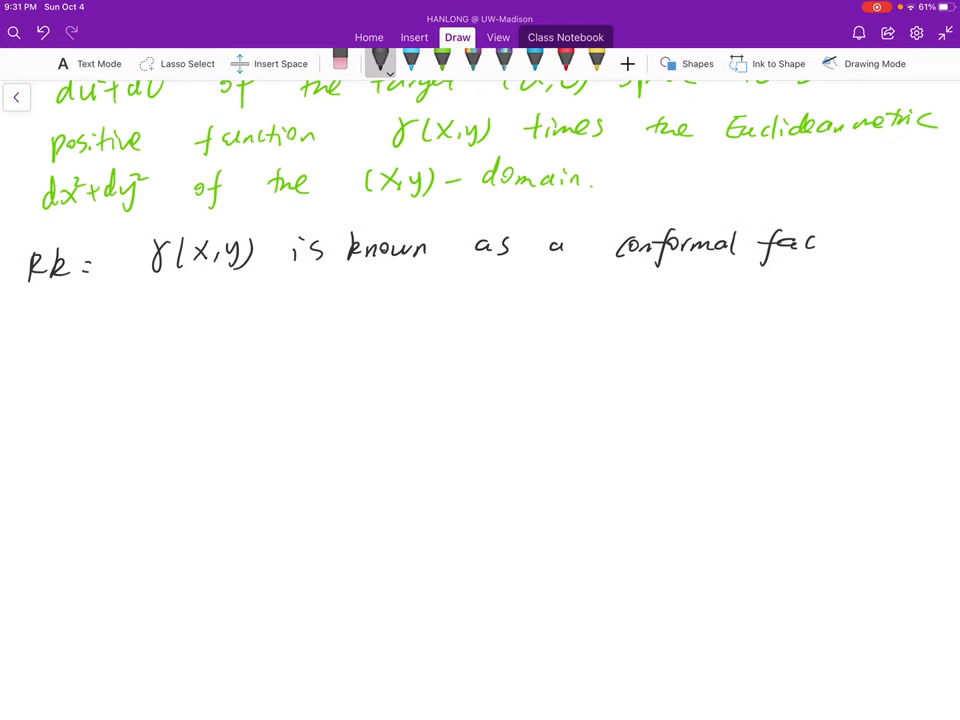 9:31 PM Sun Oct 4
61%
HANLONG @ UW-Madison
Home Insert Draw View Class Notebook
Text Mode Lasso Select Insert Space Shapes Ink to Shape Drawing Mode
of the target
positive function γ(x,y) times the Euclidean metric
dx²+dy² of the (x,y)-domain.
Rk: γ(x,y) is known as a conformal fac